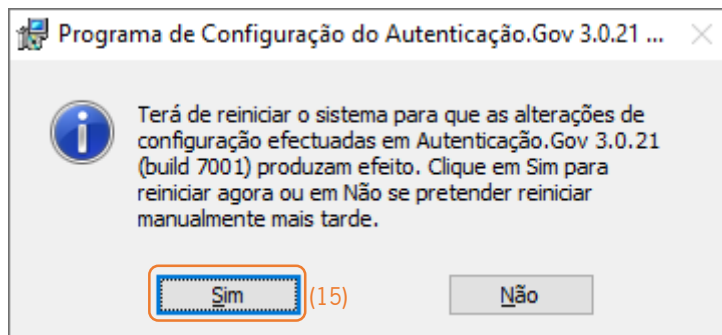 Programa de Configuração do Autenticação.Gov 3.0.21 ...
Terá de reiniciar o sistema para que as alterações de
configuração efectuadas em Autenticação.Gov 3.0.21
(build 7001) produzam efeito. Clique em Sim para
reiniciar agora ou em Não se pretender reiniciar
manualmente mais tarde.
Sim (15) Não